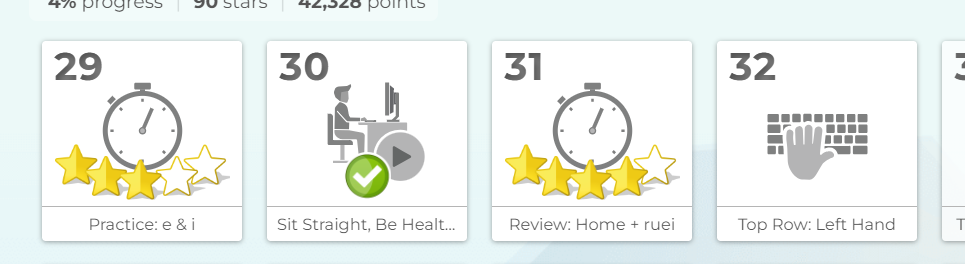 4% progress | 90 stars | 42,328 points
29
30
31
32
Practice: e & i
Sit Straight, Be Healt...
Review: Home + ruei
Top Row: Left Hand